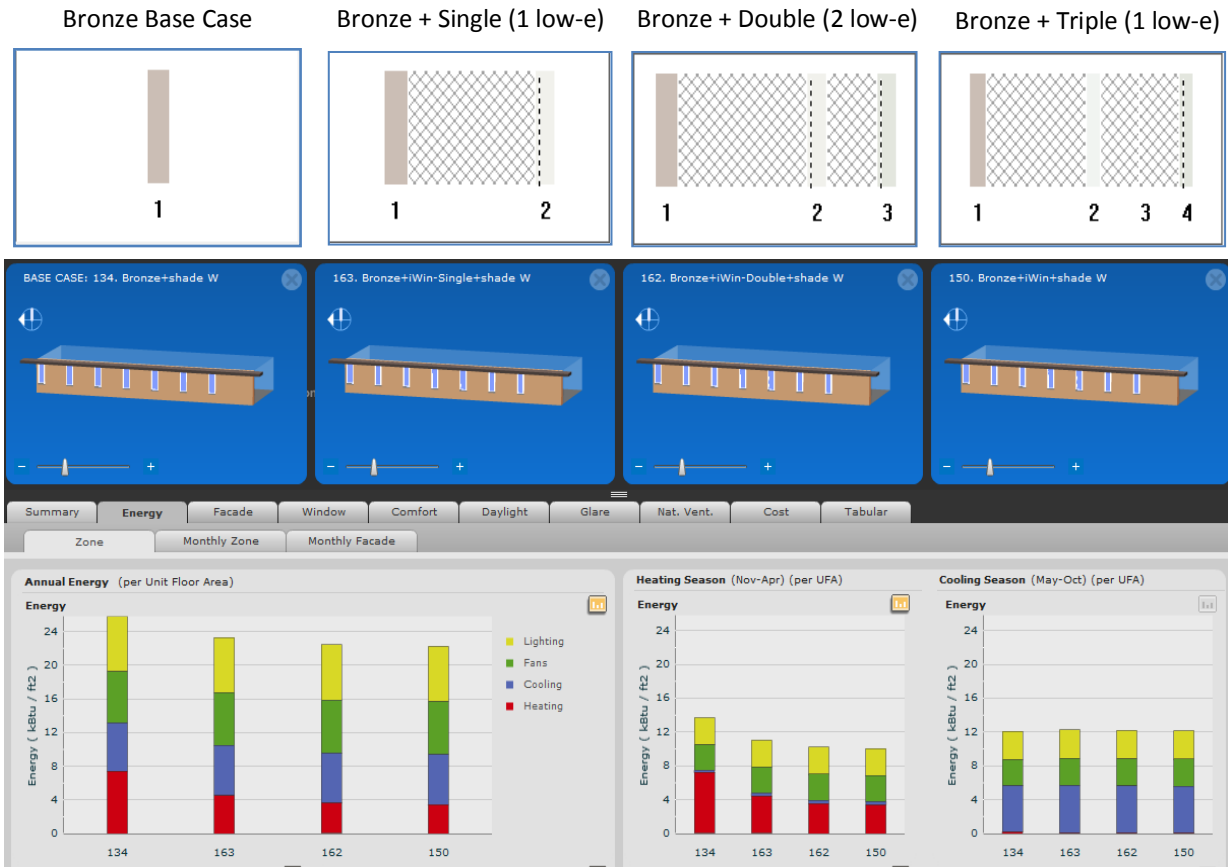 Bronze Base Case
Bronze + Single (1 low-e)
Bronze + Double (2 low-e)
Bronze + Triple (1 low-e)
1
1 2
1 2 3
1 2 3 4
BASE CASE: 134. Bronze+shade W
163. Bronze+iWin-Single+shade W
162. Bronze+iWin-Double+shade W
150. Bronze+iWin+shade W
on
− +
− +
− +
− +
Summary Energy Facade Window Comfort Daylight Glare Nat. Vent. Cost Tabular
Zone Monthly Zone Monthly Facade
Annual Energy (per Unit Floor Area)
Energy
Energy ( kBtu / ft2 )
24
20
16
12
8
4
0
134 163 162 150
Lighting
Fans
Cooling
Heating
Heating Season (Nov-Apr) (per UFA)
Energy
Energy ( kBtu / ft2 )
24
20
16
12
8
4
0
134 163 162 150
Cooling Season (May-Oct) (per UFA)
Energy
Energy ( kBtu / ft2 )
24
20
16
12
8
4
0
134 163 162 150